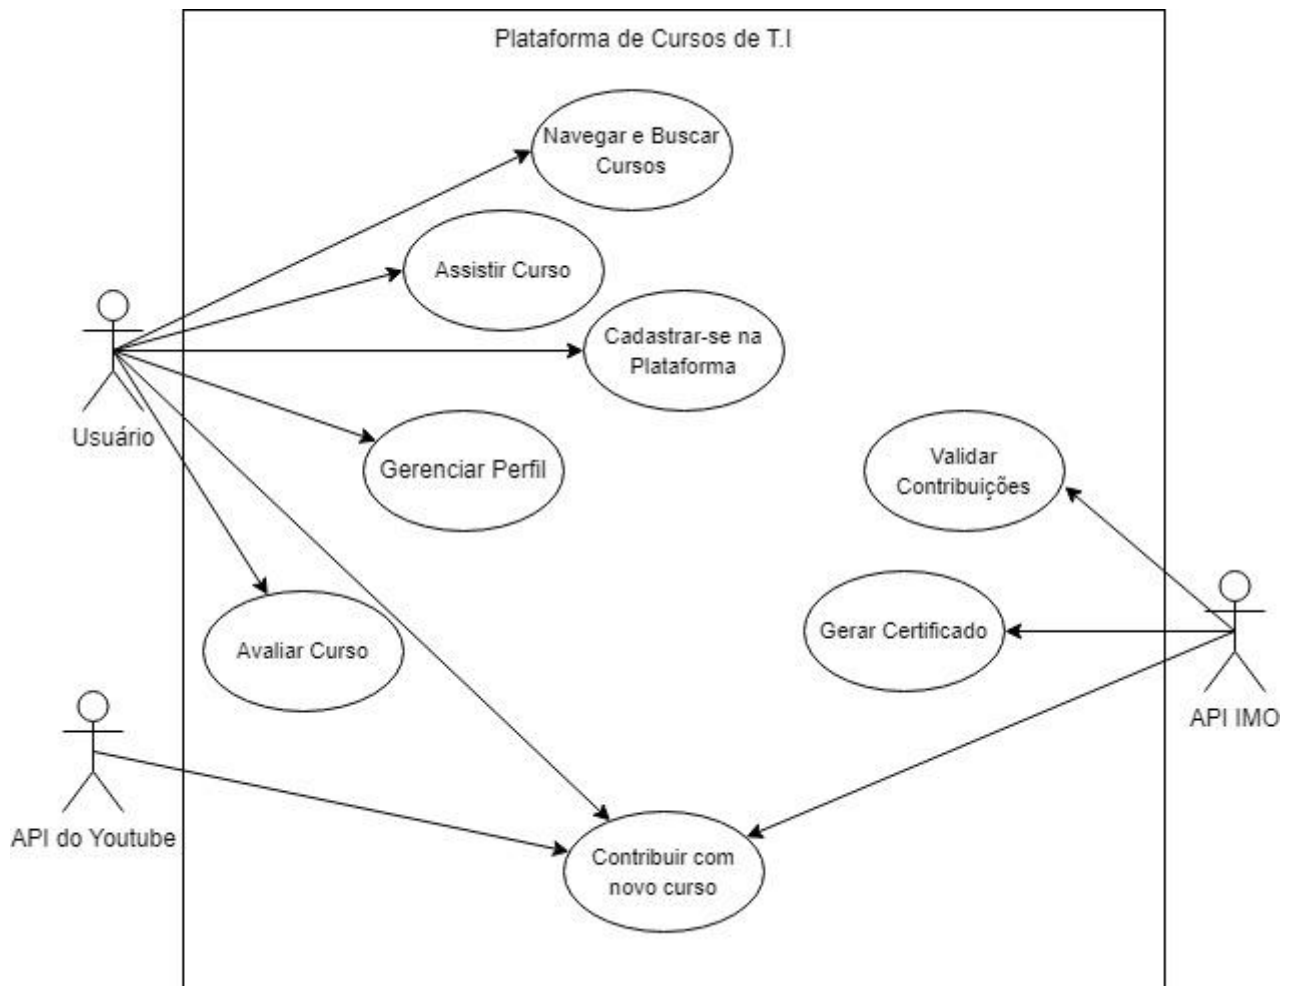 Plataforma de Cursos de T.I
Navegar e Buscar
Cursos
Assistir Curso
Cadastrar-se na
Plataforma
Usuário
Gerenciar Perfil
Validar
Contribuições
Gerar Certificado
Avaliar Curso
API IMO
API do Youtube
Contribuir com
novo curso